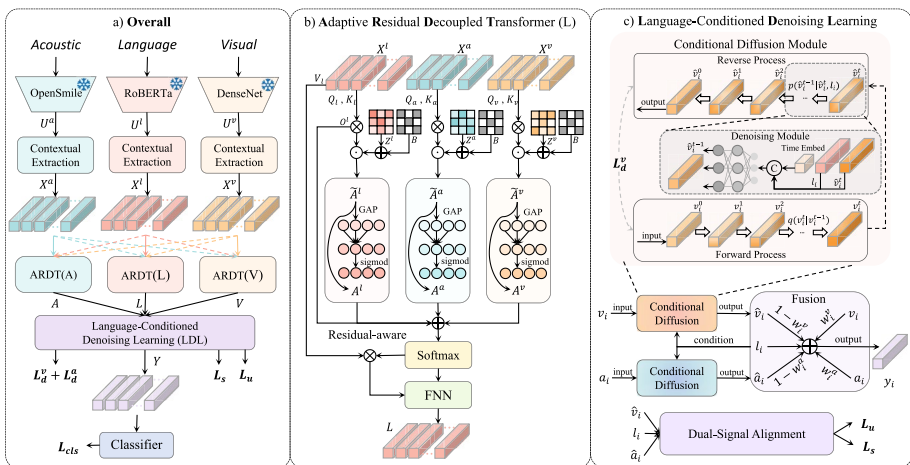 a) Overall
Acoustic Language Visual
OpenSmile RoBERTa DenseNet
U^a U^l U^v
Contextual Extraction Contextual Extraction Contextual Extraction
X^a X^l X^v
ARDT(A) ARDT(L) ARDT(V)
A L V
Language-Conditioned
Denoising Learning (LDL)
L_d^v + L_d^a Y L_s L_u
L_cls Classifier
b) Adaptive Residual Decoupled Transformer (L)
X^l X^a X^v
V_l
Q_l , K_l Q_a , K_a Q_v , K_v
O^l
Z^l B Z^a B Z^v B
Ã^l Ã^a Ã^v
GAP GAP GAP
sigmod sigmod sigmod
A^l A^a A^v
Residual-aware
Softmax
FNN
L
c) Language-Conditioned Denoising Learning
Conditional Diffusion Module
Reverse Process
v̂_i^0 v̂_i^1 v̂_i^2 p(v̂_i^{t-1}|v̂_i^t, l_i) v̂_i^t
output ...
Denoising Module
v̂_i^{t-1} Time Embed
C
l_i v̂_i^t
L_d^v
v_i^0 v_i^1 v_i^2 q(v_i^t|v_i^{t-1}) v_i^t
input ...
Forward Process
v_i input Conditional Diffusion output v̂_i
Fusion
1 - w_i^v w_i^v v_i
condition l_i output
a_i input Conditional Diffusion output â_i
1 - w_i^a w_i^a a_i
y_i
v̂_i
l_i
â_i
Dual-Signal Alignment
L_u
L_s